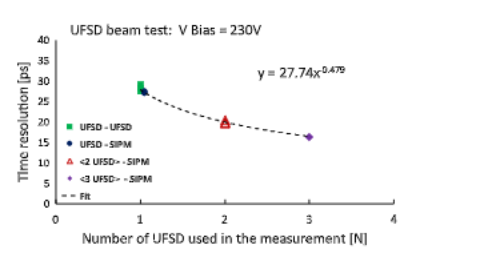 UFSD beam test: V Bias = 230V
40
35
30
25
20
15
10
5
0
Time resolution [ps]
y = 27.74x^0.479
UFSD - UFSD
UFSD - SIPM
<2 UFSD> - SIPM
<3 UFSD> - SIPM
Fit
0 1 2 3 4
Number of UFSD used in the measurement [N]